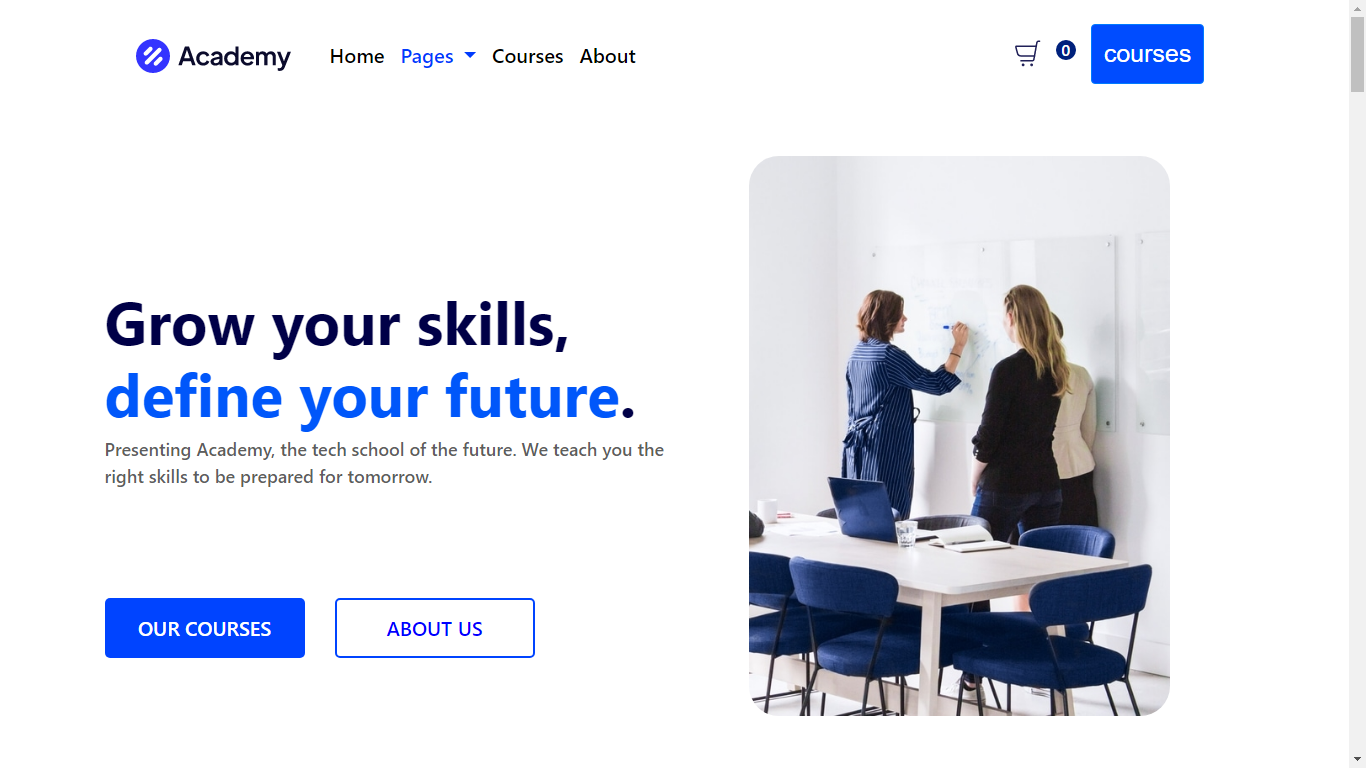 Academy Home Pages Courses About 0 courses
Grow your skills,
define your future.
Presenting Academy, the tech school of the future. We teach you the
right skills to be prepared for tomorrow.
OUR COURSES ABOUT US